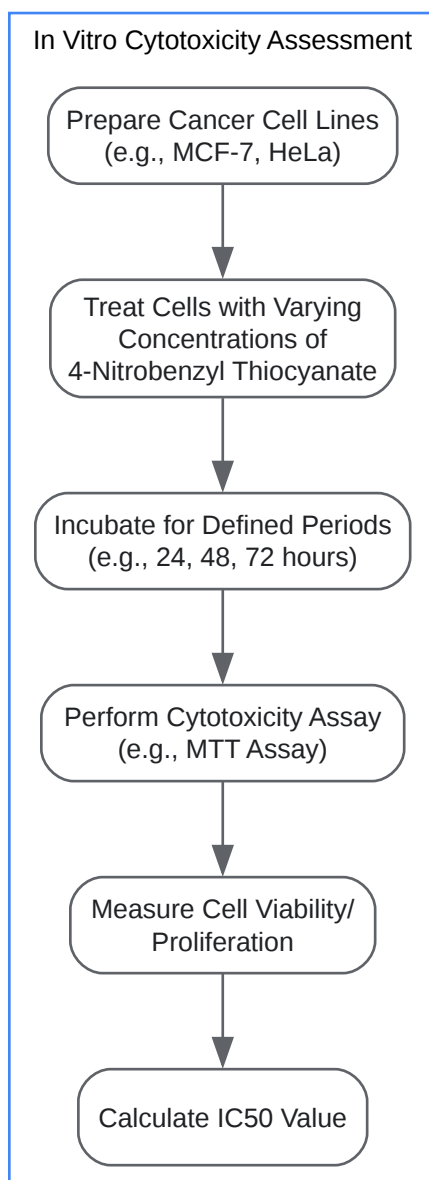 In Vitro Cytotoxicity Assessment
Prepare Cancer Cell Lines
(e.g., MCF-7, HeLa)
Treat Cells with Varying
Concentrations of
4-Nitrobenzyl Thiocyanate
Incubate for Defined Periods
(e.g., 24, 48, 72 hours)
Perform Cytotoxicity Assay
(e.g., MTT Assay)
Measure Cell Viability/
Proliferation
Calculate IC50 Value